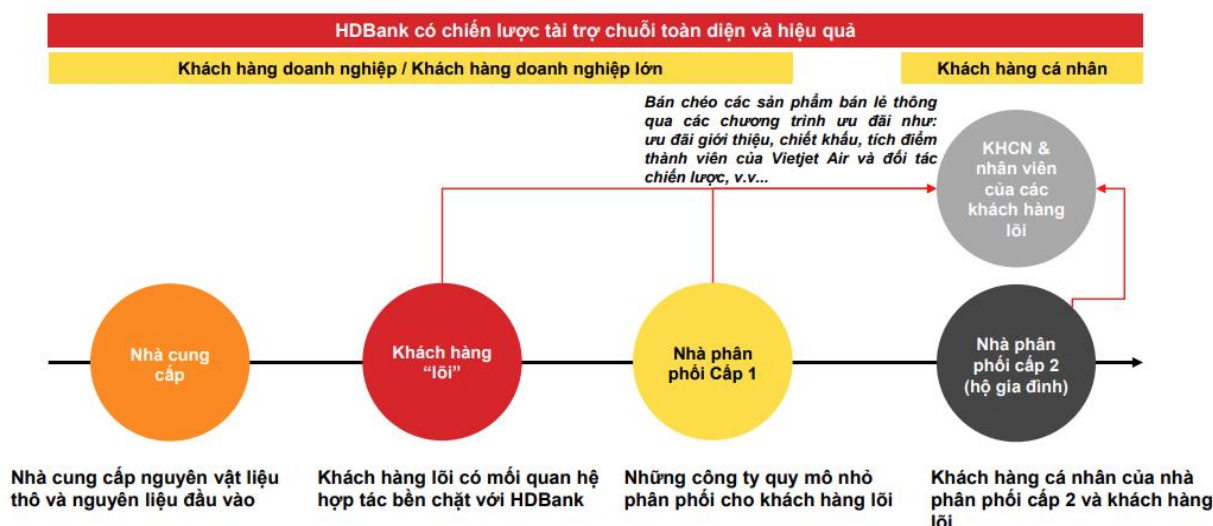 HDBank có chiến lược tài trợ chuỗi toàn diện và hiệu quả
Khách hàng doanh nghiệp / Khách hàng doanh nghiệp lớn
Khách hàng cá nhân
Bán chéo các sản phẩm bán lẻ thông
qua các chương trình ưu đãi như:
ưu đãi giới thiệu, chiết khấu, tích điểm
thành viên của Vietjet Air và đối tác
chiến lược, v.v...
KHCN &
nhân viên
của các
khách hàng
lõi
Nhà cung
cấp
Khách hàng
“lõi”
Nhà phân
phối Cấp 1
Nhà phân
phối cấp 2
(hộ gia đình)
Nhà cung cấp nguyên vật liệu
thô và nguyên liệu đầu vào
Khách hàng lõi có mối quan hệ
hợp tác bền chặt với HDBank
Những công ty quy mô nhỏ
phân phối cho khách hàng lõi
Khách hàng cá nhân của nhà
phân phối cấp 2 và khách hàng
lõi